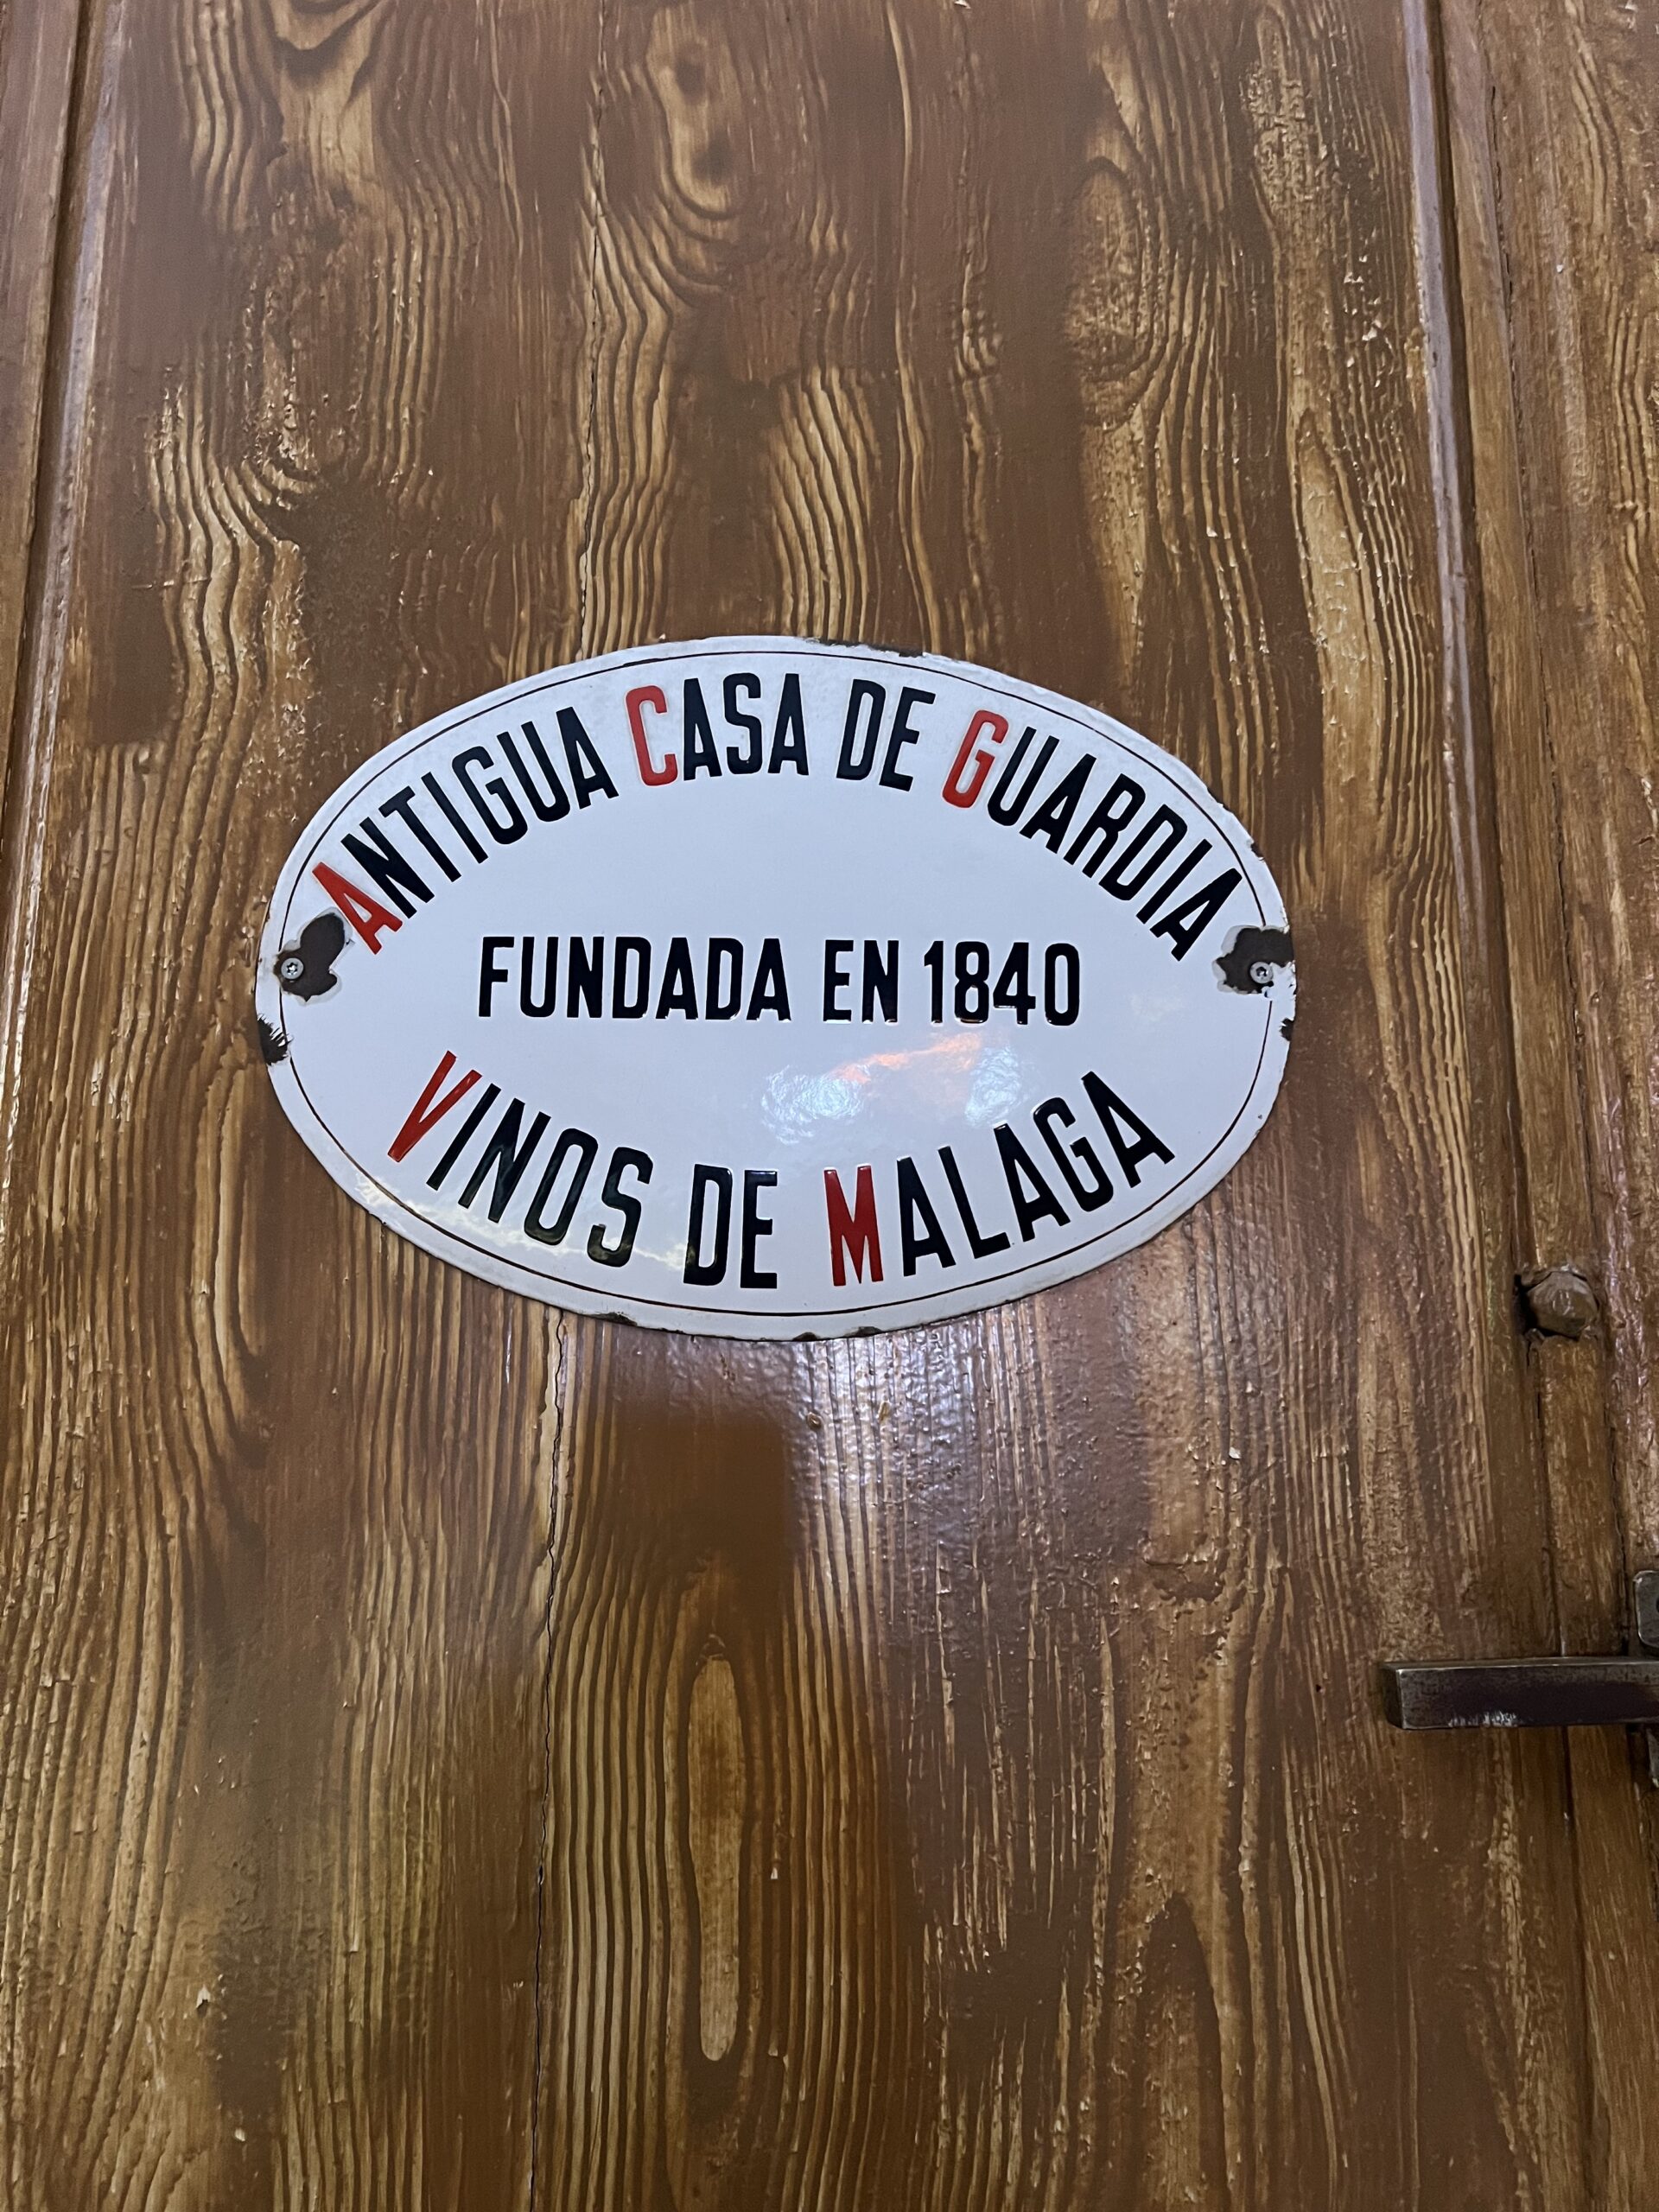 ANTIGUA CASA DE GUARDIA
FUNDADA EN 1840
VINOS DE MALAGA